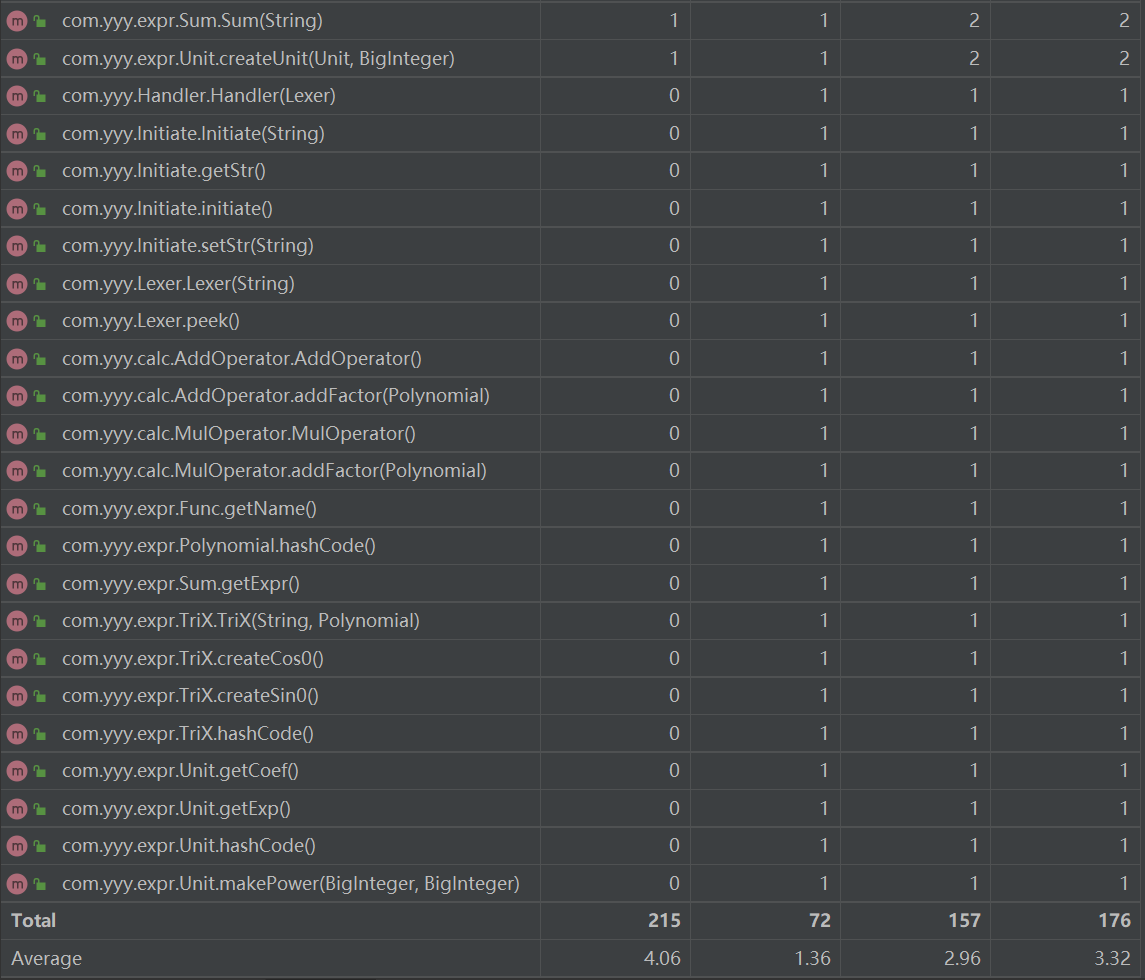 m com.yyy.expr.Sum.Sum(String) 1 1 2 2
m com.yyy.expr.Unit.createUnit(Unit, BigInteger) 1 1 2 2
m com.yyy.Handler.Handler(Lexer) 0 1 1 1
m com.yyy.Initiate.Initiate(String) 0 1 1 1
m com.yyy.Initiate.getStr() 0 1 1 1
m com.yyy.Initiate.initiate() 0 1 1 1
m com.yyy.Initiate.setStr(String) 0 1 1 1
m com.yyy.Lexer.Lexer(String) 0 1 1 1
m com.yyy.Lexer.peek() 0 1 1 1
m com.yyy.calc.AddOperator.AddOperator() 0 1 1 1
m com.yyy.calc.AddOperator.addFactor(Polynomial) 0 1 1 1
m com.yyy.calc.MulOperator.MulOperator() 0 1 1 1
m com.yyy.calc.MulOperator.addFactor(Polynomial) 0 1 1 1
m com.yyy.expr.Func.getName() 0 1 1 1
m com.yyy.expr.Polynomial.hashCode() 0 1 1 1
m com.yyy.expr.Sum.getExpr() 0 1 1 1
m com.yyy.expr.TriX.TriX(String, Polynomial) 0 1 1 1
m com.yyy.expr.TriX.createCos0() 0 1 1 1
m com.yyy.expr.TriX.createSin0() 0 1 1 1
m com.yyy.expr.TriX.hashCode() 0 1 1 1
m com.yyy.expr.Unit.getCoef() 0 1 1 1
m com.yyy.expr.Unit.getExp() 0 1 1 1
m com.yyy.expr.Unit.hashCode() 0 1 1 1
m com.yyy.expr.Unit.makePower(BigInteger, BigInteger) 0 1 1 1
Total 215 72 157 176
Average 4.06 1.36 2.96 3.32